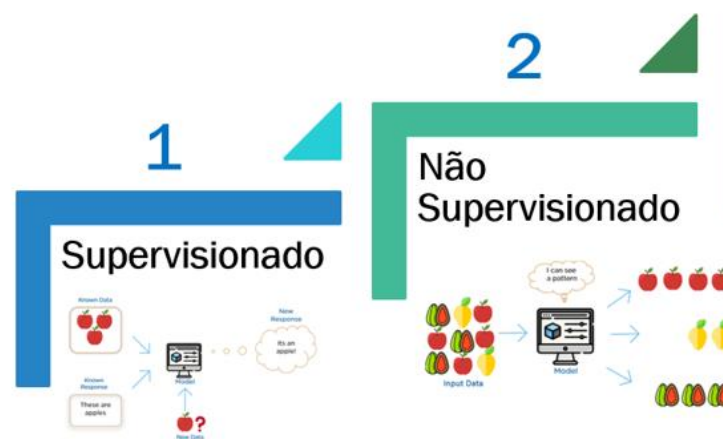 1
Supervisionado
Known Data
Known
Response
These are
apples
Model
New Data
?
New
Response
Its an
apple!
2
Não
Supervisionado
I can see
a pattern
Input Data
Model